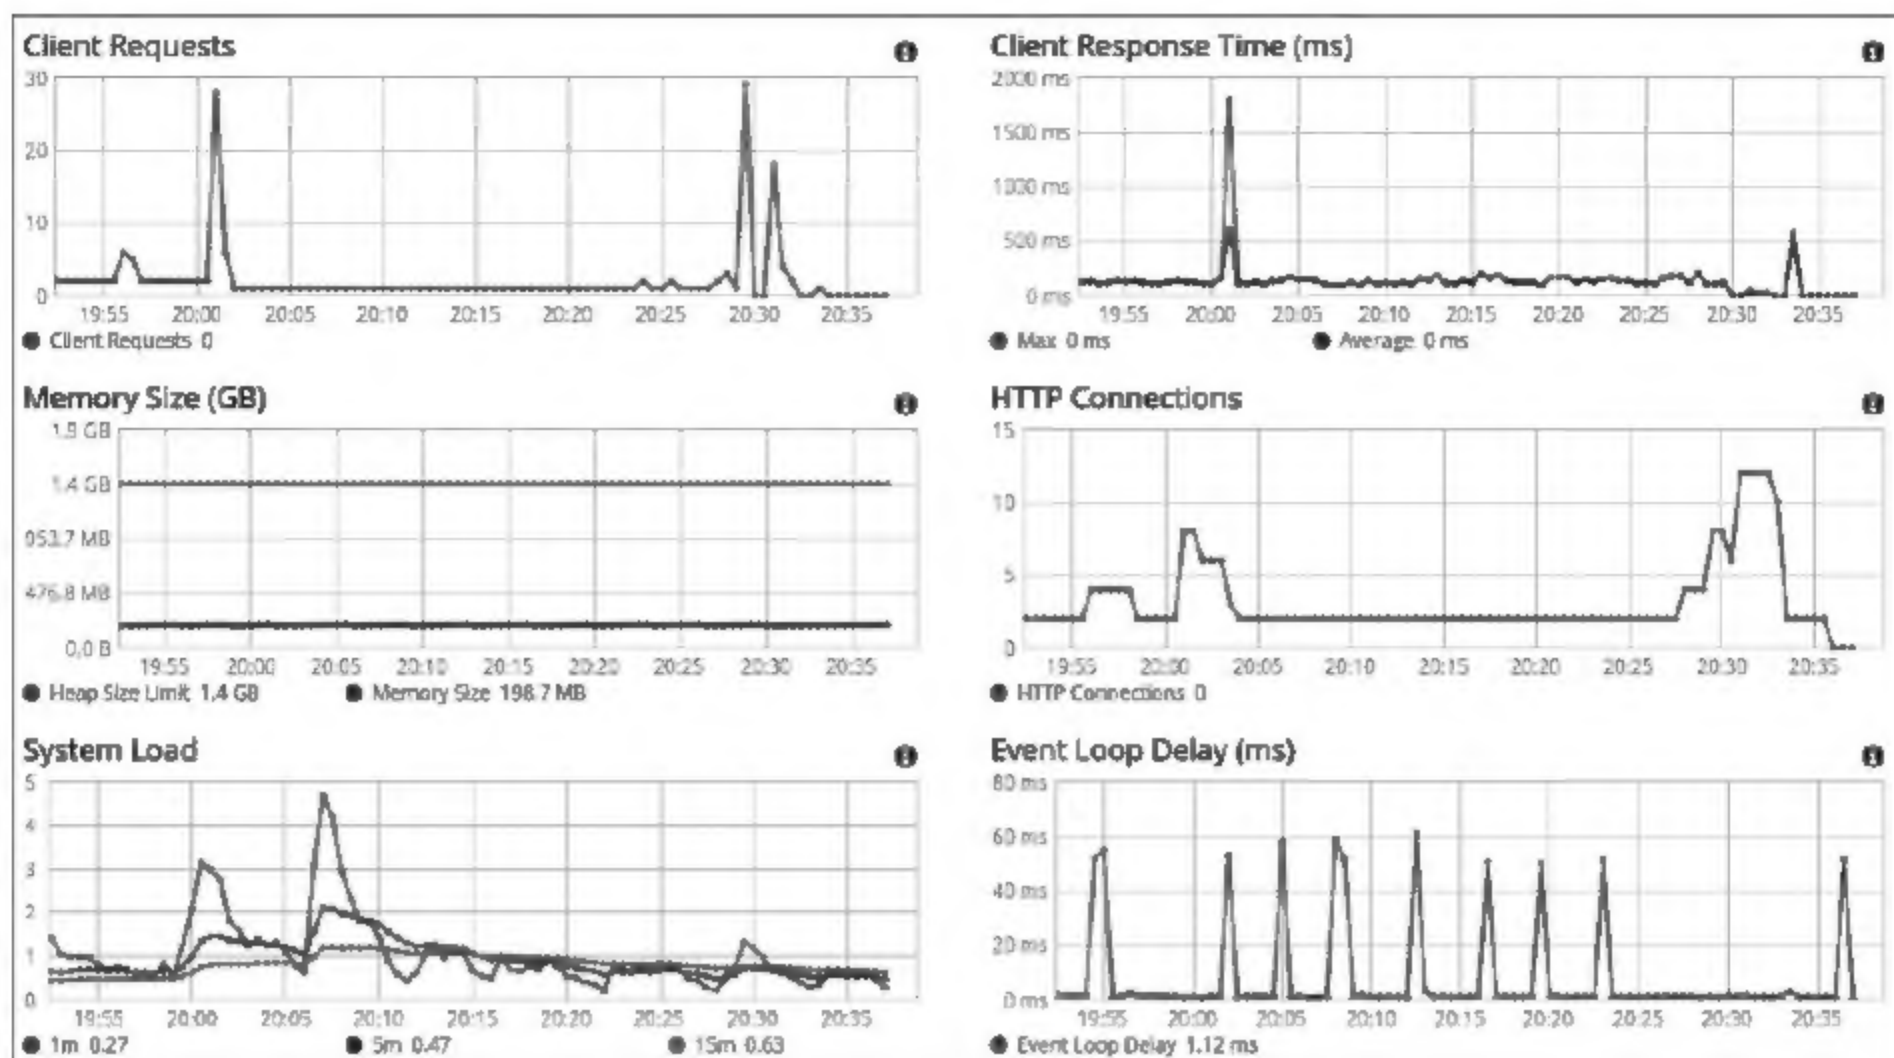 Client Requests
30
20
10
0
19:55 20:00 20:05 20:10 20:15 20:20 20:25 20:30 20:35
Client Requests 0
Client Response Time (ms)
2000 ms
1500 ms
1000 ms
500 ms
0 ms
19:55 20:00 20:05 20:10 20:15 20:20 20:25 20:30 20:35
Max 0 ms Average 0 ms
Memory Size (GB)
1.9 GB
1.4 GB
953.7 MB
476.8 MB
0.0 B
19:55 20:00 20:05 20:10 20:15 20:20 20:25 20:30 20:35
Heap Size Limit 1.4 GB Memory Size 198.7 MB
HTTP Connections
15
10
5
0
19:55 20:00 20:05 20:10 20:15 20:20 20:25 20:30 20:35
HTTP Connections 0
System Load
5
4
3
2
1
0
19:55 20:00 20:05 20:10 20:15 20:20 20:25 20:30 20:35
1m 0.27 5m 0.47 15m 0.63
Event Loop Delay (ms)
80 ms
60 ms
40 ms
20 ms
0 ms
19:55 20:00 20:05 20:10 20:15 20:20 20:25 20:30 20:35
Event Loop Delay 1.12 ms